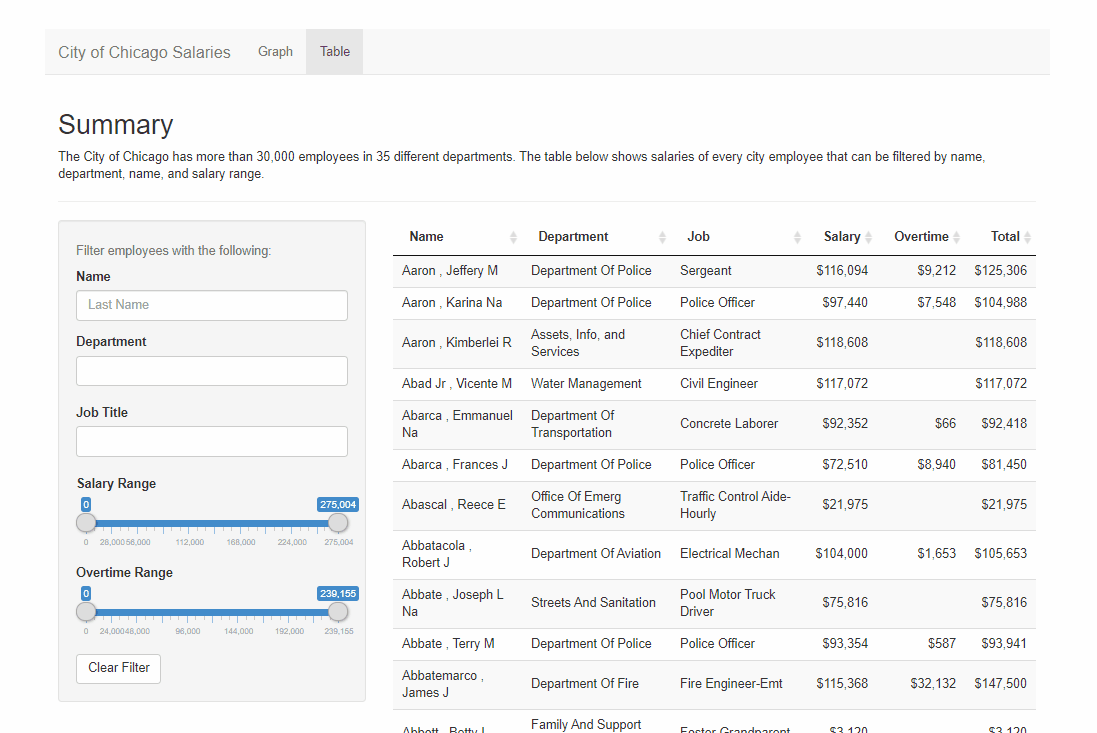 City of Chicago Salaries Graph Table
Summary
The City of Chicago has more than 30,000 employees in 35 different departments. The table below shows salaries of every city employee that can be filtered by name,
department, name, and salary range.
Filter employees with the following:
Name
Last Name
Department
Job Title
Salary Range
0 275,004
0 28,000 56,000 112,000 168,000 224,000 275,004
Overtime Range
0 239,155
0 24,000 48,000 96,000 144,000 192,000 239,155
Clear Filter
Name Department Job Salary Overtime Total
Aaron , Jeffery M Department Of Police Sergeant $116,094 $9,212 $125,306
Aaron , Karina Na Department Of Police Police Officer $97,440 $7,548 $104,988
Aaron , Kimberlei R Assets, Info, and Chief Contract $118,608 $118,608
Services Expediter
Abad Jr , Vicente M Water Management Civil Engineer $117,072 $117,072
Abarca , Emmanuel Department Of Concrete Laborer $92,352 $66 $92,418
Na Transportation
Abarca , Frances J Department Of Police Police Officer $72,510 $8,940 $81,450
Abascal , Reece E Office Of Emerg Traffic Control Aide- $21,975 $21,975
Communications Hourly
Abbatacola , Department Of Aviation Electrical Mechan $104,000 $1,653 $105,653
Robert J
Abbate , Joseph L Streets And Sanitation Pool Motor Truck $75,816 $75,816
Na Driver
Abbate , Terry M Department Of Police Police Officer $93,354 $587 $93,941
Abbatemarco , Department Of Fire Fire Engineer-Emt $115,368 $32,132 $147,500
James J
Abbott , Betty L Family And Support Foster Grandparent $3,120 $3,120